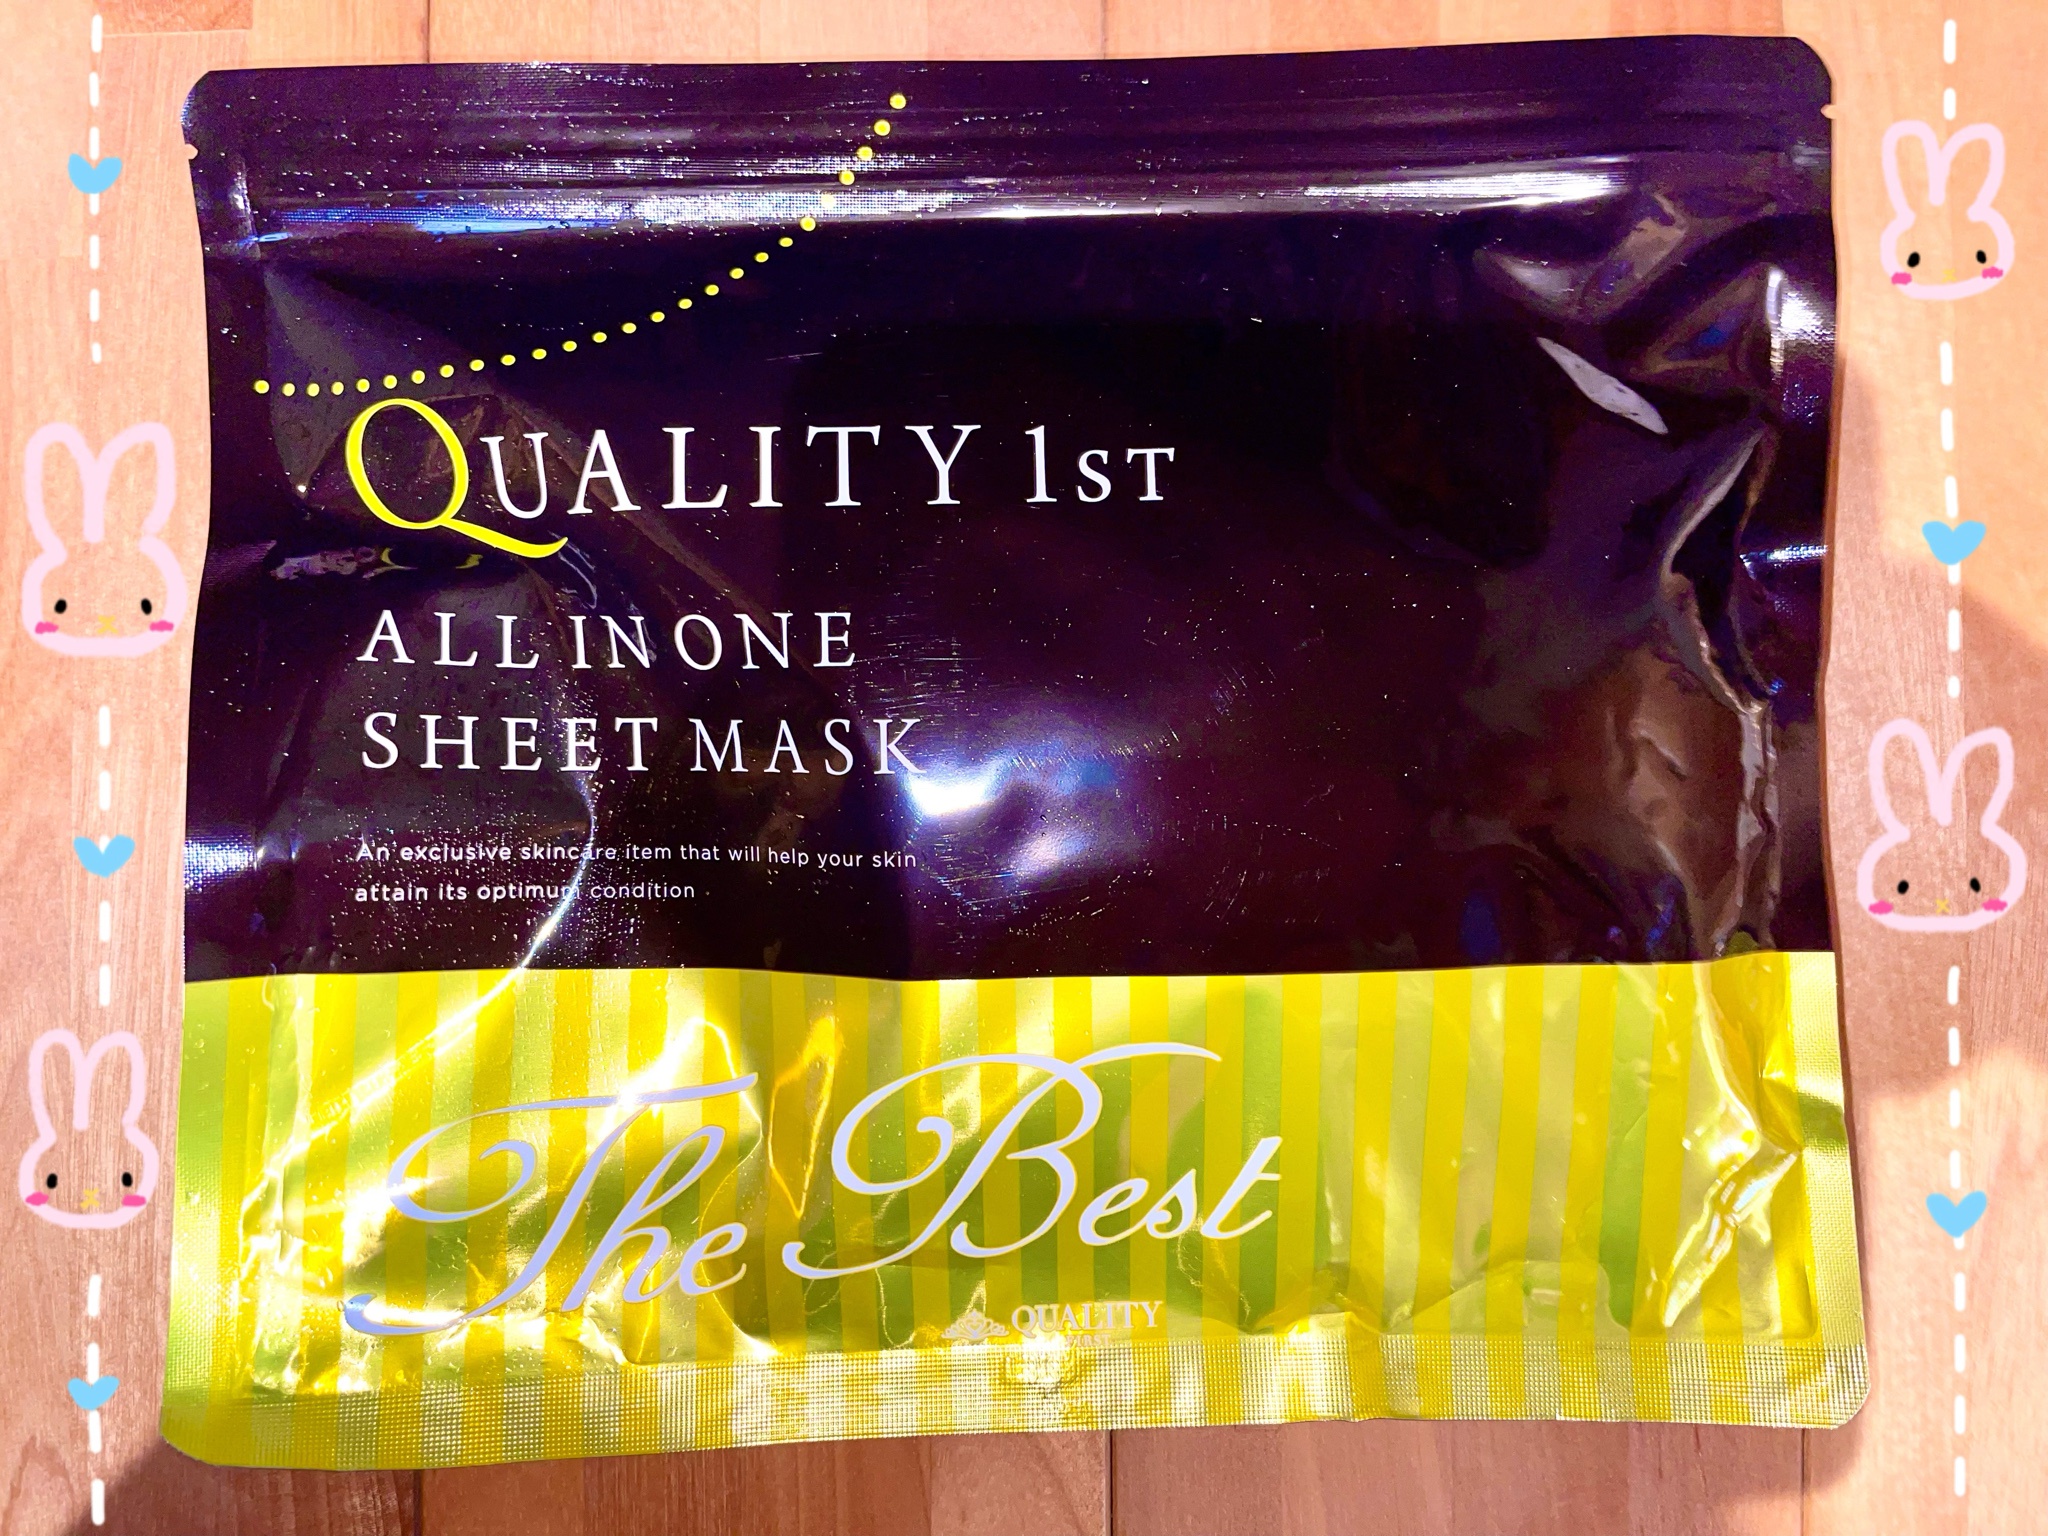 QUALITY 1ST
ALL IN ONE
SHEET MASK
An exclusive skincare item that will help your skin
attain its optimum condition
The Best
QUALITY